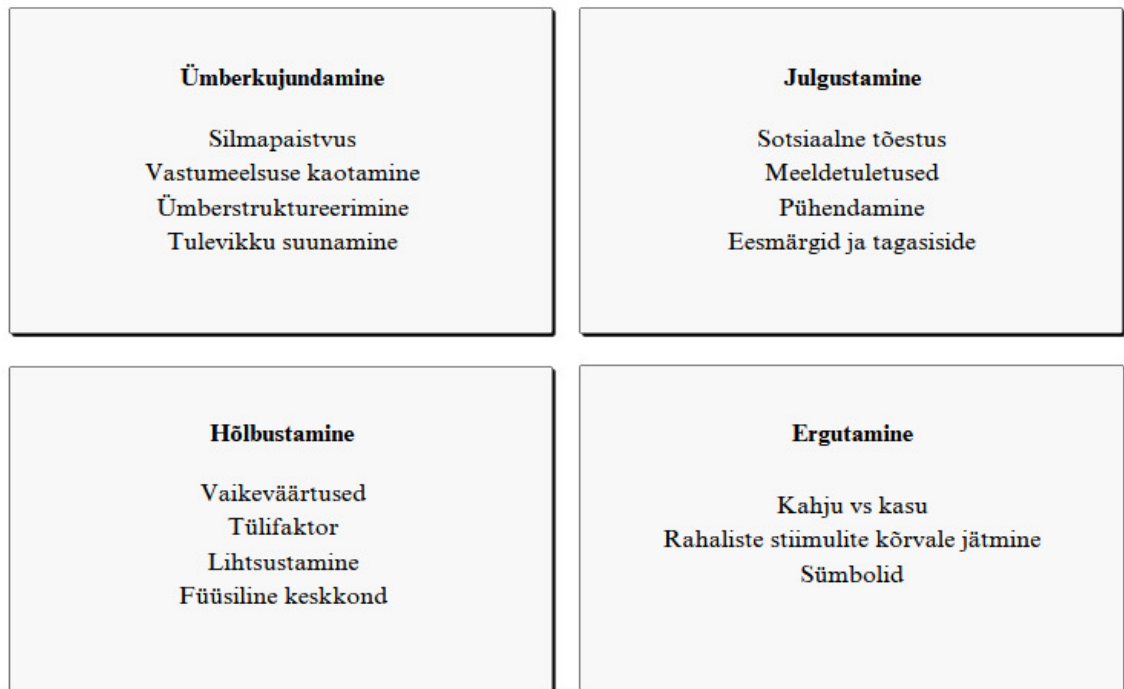 Ümberkujundamine
Silmapaistvus
Vastumeelsuse kaotamine
Ümberstruktureerimine
Tulevikku suunamine
Julgustamine
Sotsiaalne tõestus
Meeldetuletused
Pühendamine
Eesmärgid ja tagasiside
Hõlbustamine
Vaikeväärtused
Tülifaktor
Lihtsustamine
Füüsiline keskkond
Ergutamine
Kahju vs kasu
Rahaliste stiimulite kõrvale jätmine
Sümbolid